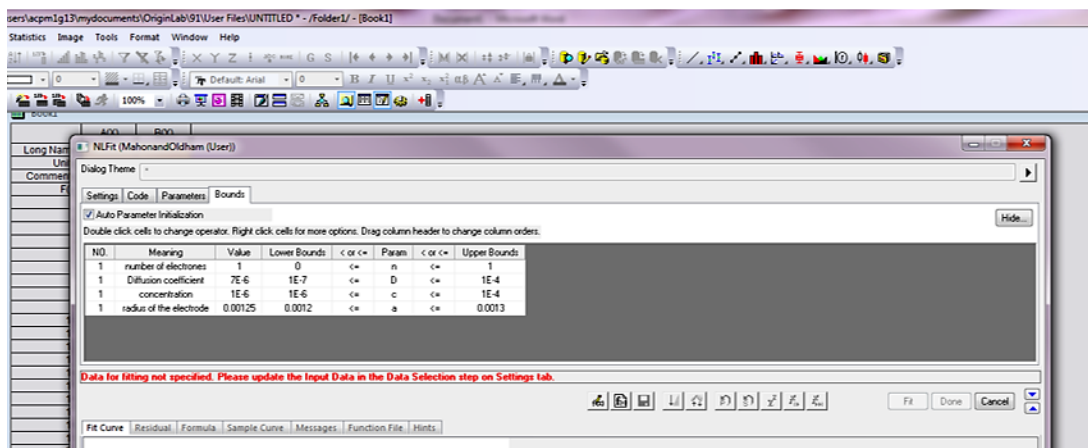 sers\acpm1g13\mydocuments\OriginLab\91\User Files\UNTITLED * - /Folder1/ - [Book1]
Statistics Image Tools Format Window Help
X Y Z G S M
0 Default: Arial 0 B I U αβ A A A
100%
Book1
A(X) B(Y)
Long Nam
Uni
Commen
F
NLFit (MahonandOldham (User))
Dialog Theme
Settings Code Parameters Bounds
Auto Parameter Initialization
Hide...
Double click cells to change operator. Right click cells for more options. Drag column header to change column orders.
NO. Meaning Value Lower Bounds < or <= Param < or <= Upper Bounds
1 number of electrones 1 0 <= n <= 1
1 Diffusion coefficient 7E-6 1E-7 <= D <= 1E-4
1 concentration 1E-6 1E-6 <= c <= 1E-4
1 radius of the electrode 0.00125 0.0012 <= a <= 0.0013
Data for fitting not specified. Please update the Input Data in the Data Selection step on Settings tab.
Fit Done Cancel
Fit Curve Residual Formula Sample Curve Messages Function File Hints